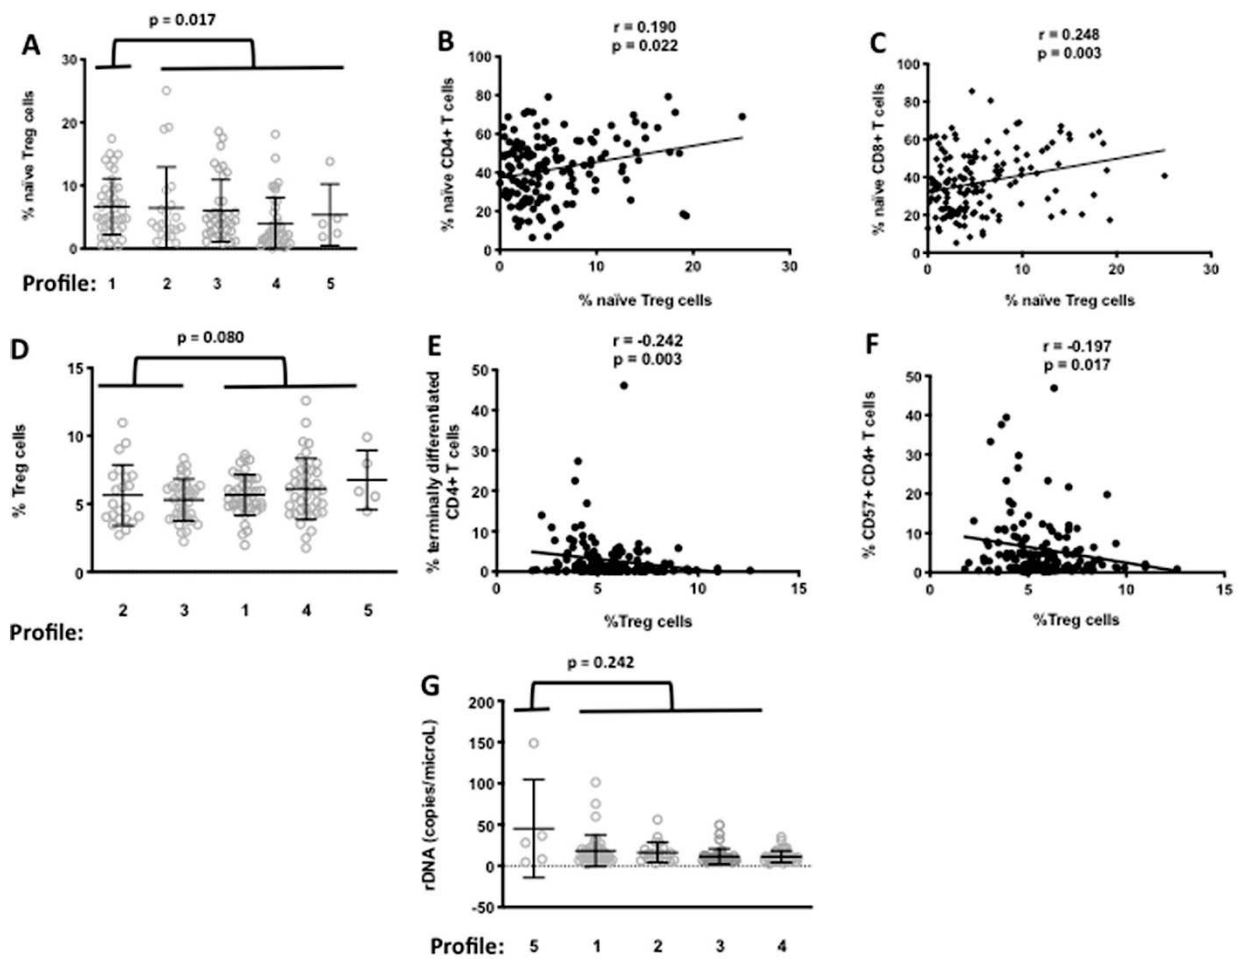 A
p = 0.017
% naïve Treg cells
30
20
10
0
Profile: 1 2 3 4 5
B
r = 0.190
p = 0.022
% naïve CD4+ T cells
100
80
60
40
20
0
0 10 20 30
% naïve Treg cells
C
r = 0.248
p = 0.003
% naïve CD8+ T cells
100
80
60
40
20
0
0 10 20 30
% naïve Treg cells
D
p = 0.080
% Treg cells
15
10
5
0
2 3 1 4 5
Profile:
E
r = -0.242
p = 0.003
% terminally differentiated
CD4+ T cells
50
40
30
20
10
0
0 5 10 15
%Treg cells
F
r = -0.197
p = 0.017
% CD57+ CD4+ T cells
50
40
30
20
10
0
0 5 10 15
%Treg cells
G
p = 0.242
rDNA (copies/microL)
200
150
100
50
0
-50
Profile: 5 1 2 3 4